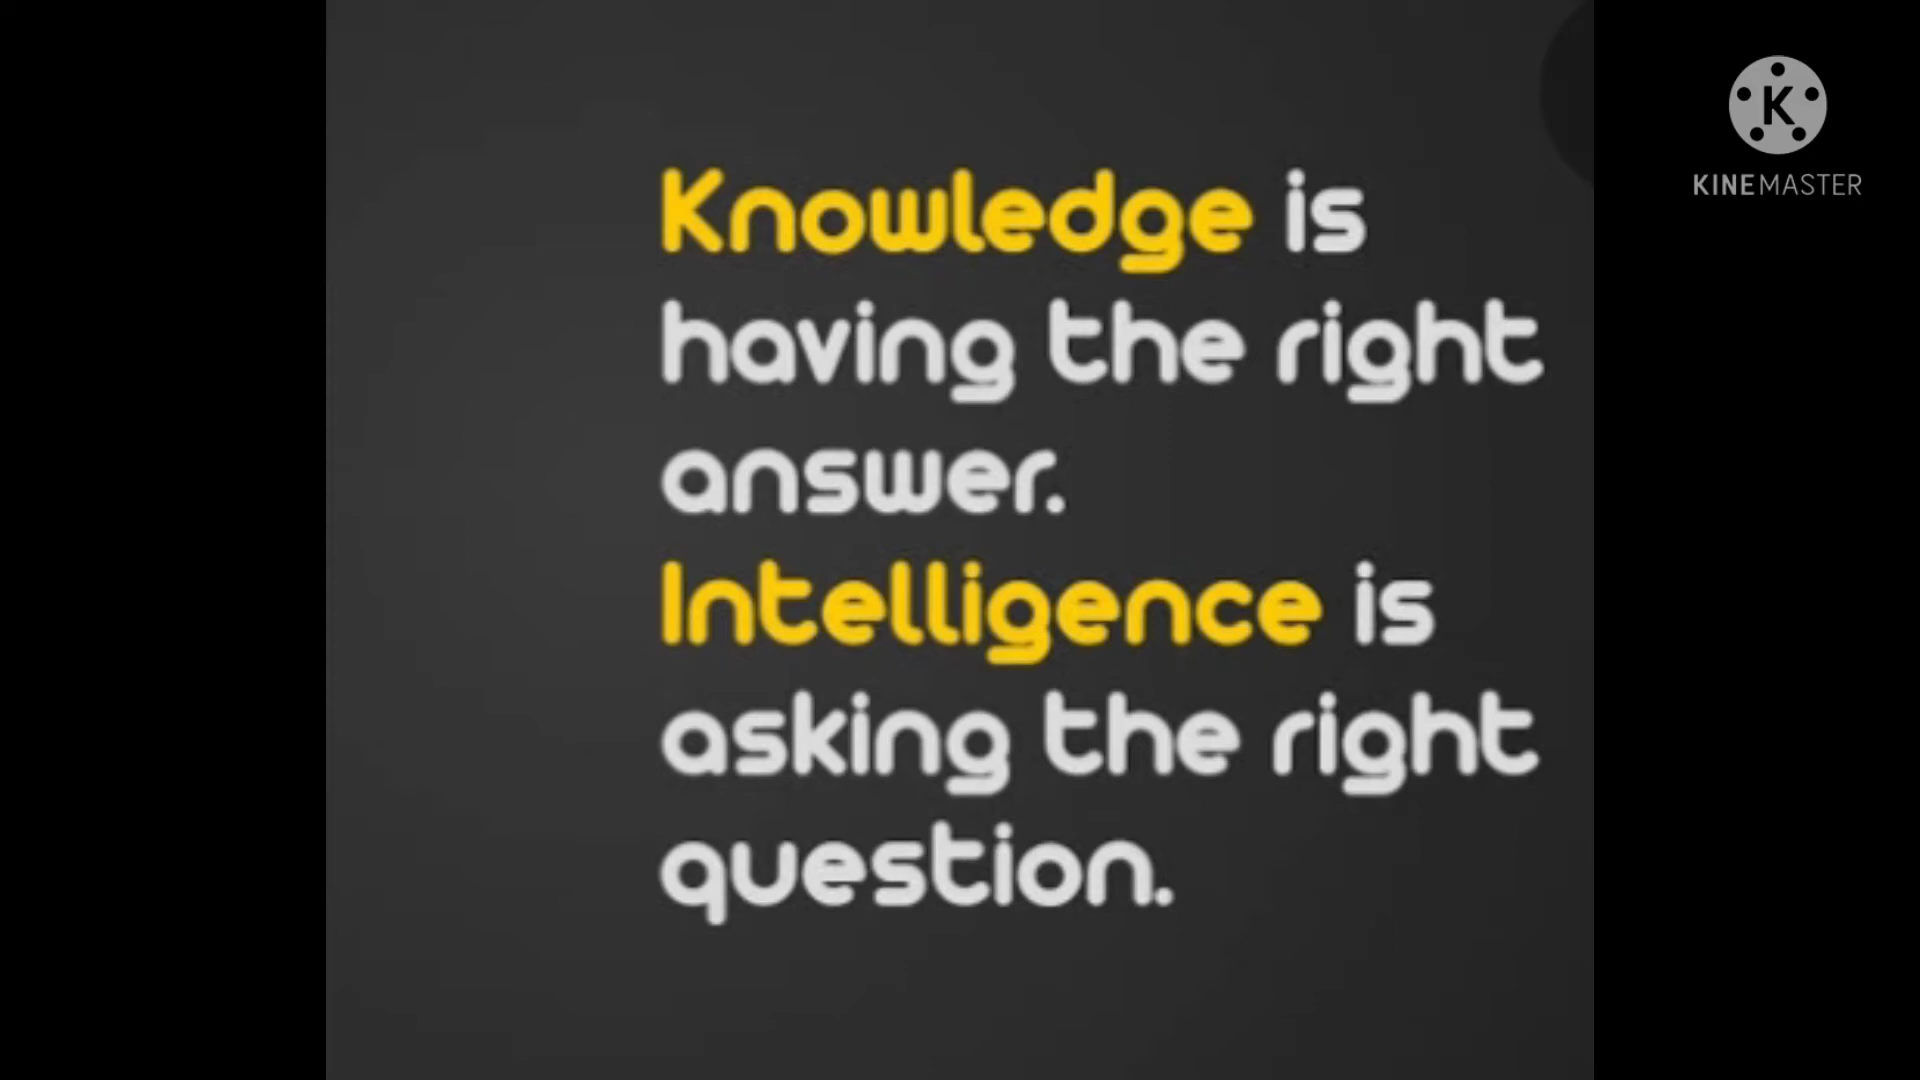 Knowledge is
having the right
answer.
Intelligence is
asking the right
question.
K
KINEMASTER